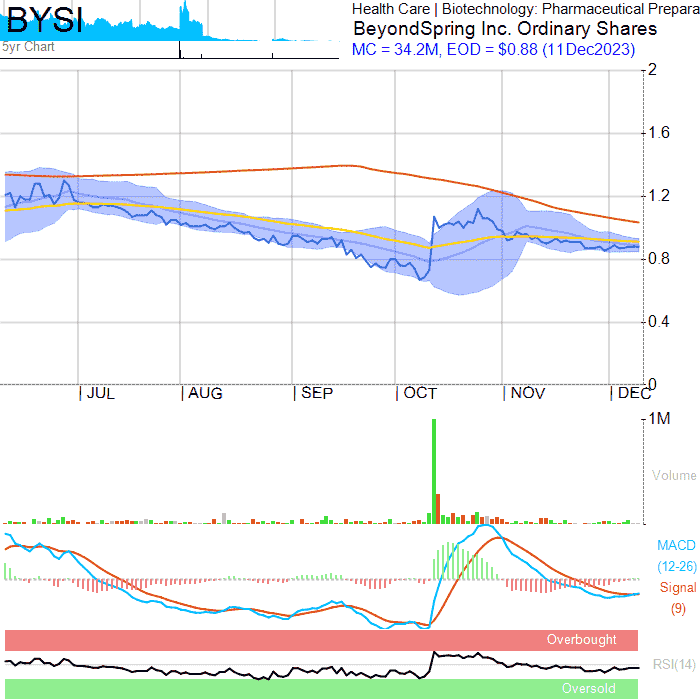 BYSI
5yr Chart
Health Care | Biotechnology: Pharmaceutical Prepara
BeyondSpring Inc. Ordinary Shares
MC = 34.2M, EOD = $0.88 (11Dec2023)
2
1.6
1.2
0.8
0.4
0
JUL AUG SEP OCT NOV DEC
1M
Volume
MACD
(12-26)
Signal
(9)
Overbought
RSI(14)
Oversold